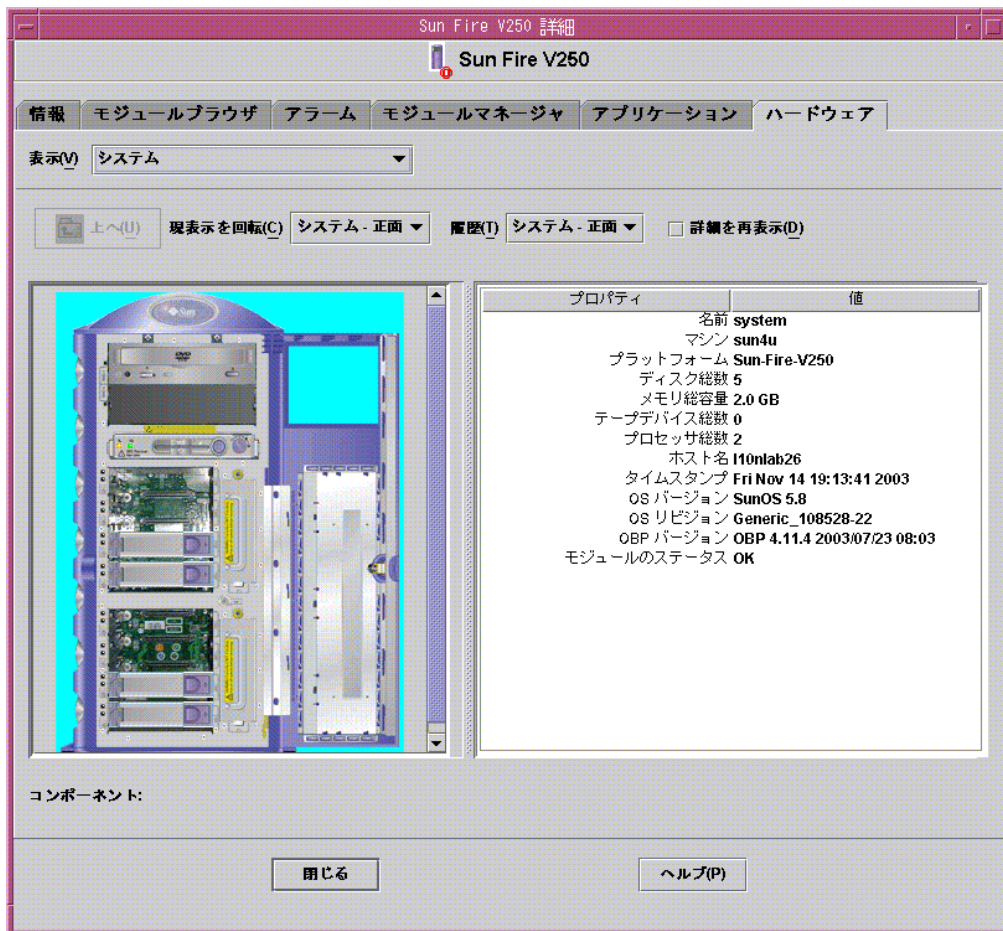 Sun Fire V250 詳細
Sun Fire V250
情報 モジュールブラウザ アラーム モジュールマネージャ アプリケーション ハードウェア
表示(V) システム
上へ(U) 現表示を回転(C) システム - 正面 履歴(T) システム - 正面 詳細を再表示(D)
Sun
プロパティ 値
名前 system
マシン sun4u
プラットフォーム Sun-Fire-V250
ディスク総数 5
メモリ総容量 2.0 GB
テープデバイス総数 0
プロセッサ総数 2
ホスト名 l10nlab26
タイムスタンプ Fri Nov 14 19:13:41 2003
OS バージョン SunOS 5.8
OS リビジョン Generic_108528-22
OBP バージョン OBP 4.11.4 2003/07/23 08:03
モジュールのステータス OK
コンポーネント:
閉じる ヘルプ(P)